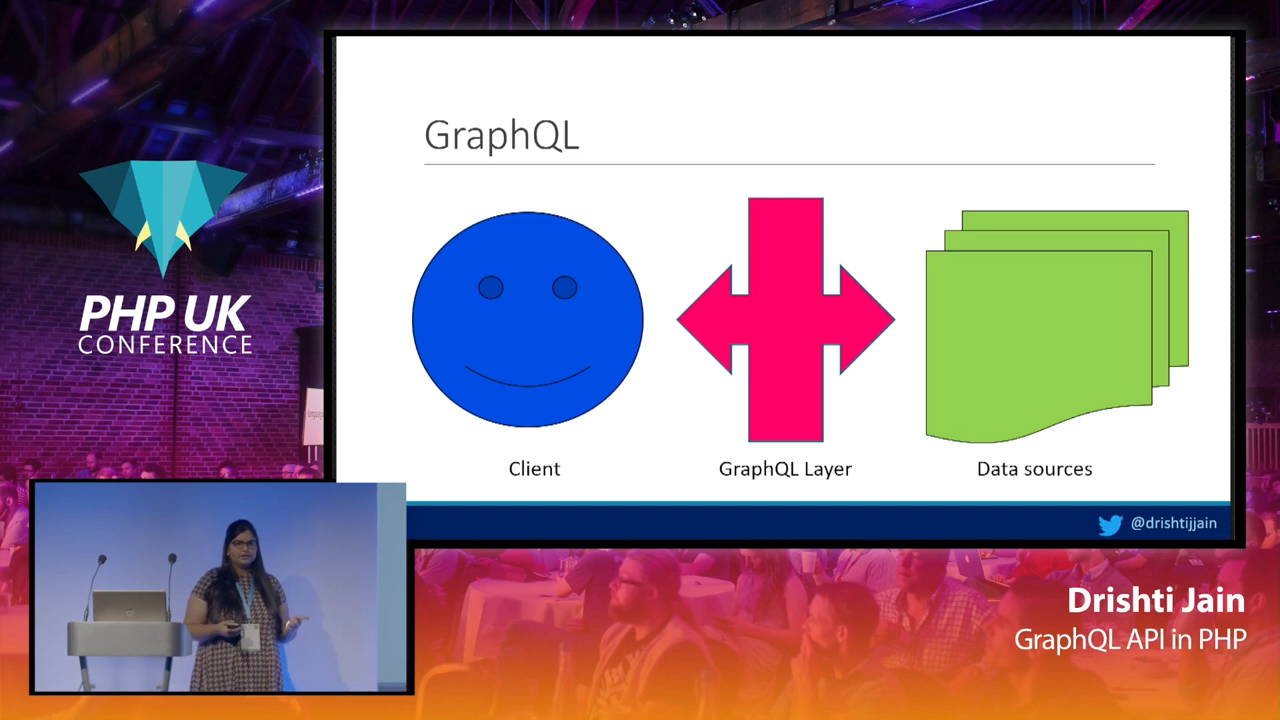 GraphQL
Client
GraphQL Layer
Data sources
@drishtijjain
PHP UK
CONFERENCE
Drishti Jain
GraphQL API in PHP